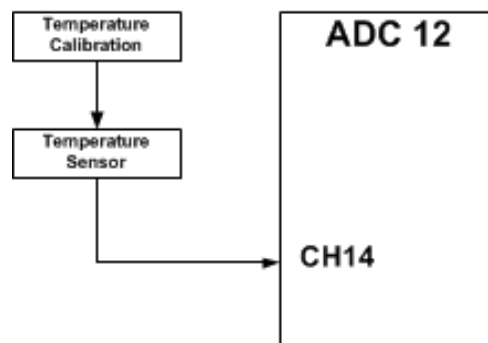 Temperature
Calibration
ADC 12
Temperature
Sensor
CH14